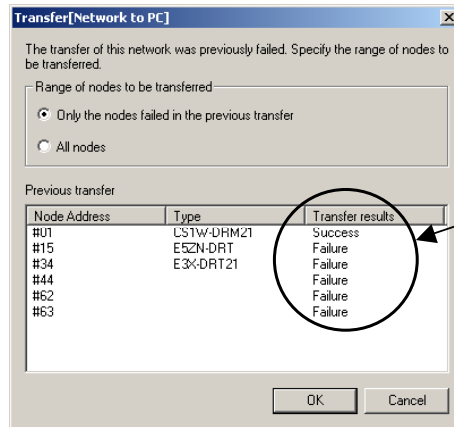 Transfer[Network to PC]
The transfer of this network was previously failed. Specify the range of nodes to
be transferred.
Range of nodes to be transferred
Only the nodes failed in the previous transfer
All nodes
Previous transfer
Node Address Type Transfer results
#01 CS1W-DRM21 Success
#15 E5ZN-DRT Failure
#34 E3X-DRT21 Failure
#44 Failure
#62 Failure
#63 Failure
OK Cancel